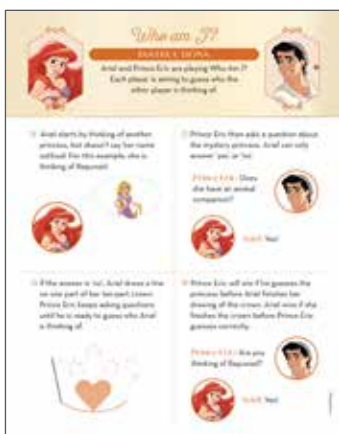 Who am I?
INSTRUCTIONS
Ariel and Prince Eric are playing Who Am I?
Each player is aiming to guess who the
other player is thinking of.
Ariel starts by thinking of another
princess, but doesn't say her name
outloud! For this example, she is
thinking of Rapunzel!
Prince Eric then asks a question about
the mystery princess. Ariel can only
answer 'yes' or 'no'.
Prince Eric: Does
she have an animal
companion?
Ariel: Yes!
If the answer is 'no', Ariel draws a line
on one part of her ten-part crown.
Prince Eric keeps asking questions
until he is ready to guess who Ariel
is thinking of.
Prince Eric will win if he guesses the
princess before Ariel finishes her
drawing of the crown. Ariel wins if she
finishes the crown before Prince Eric
guesses correctly.
Prince Eric: Are you
thinking of Rapunzel?
Ariel: Yes!